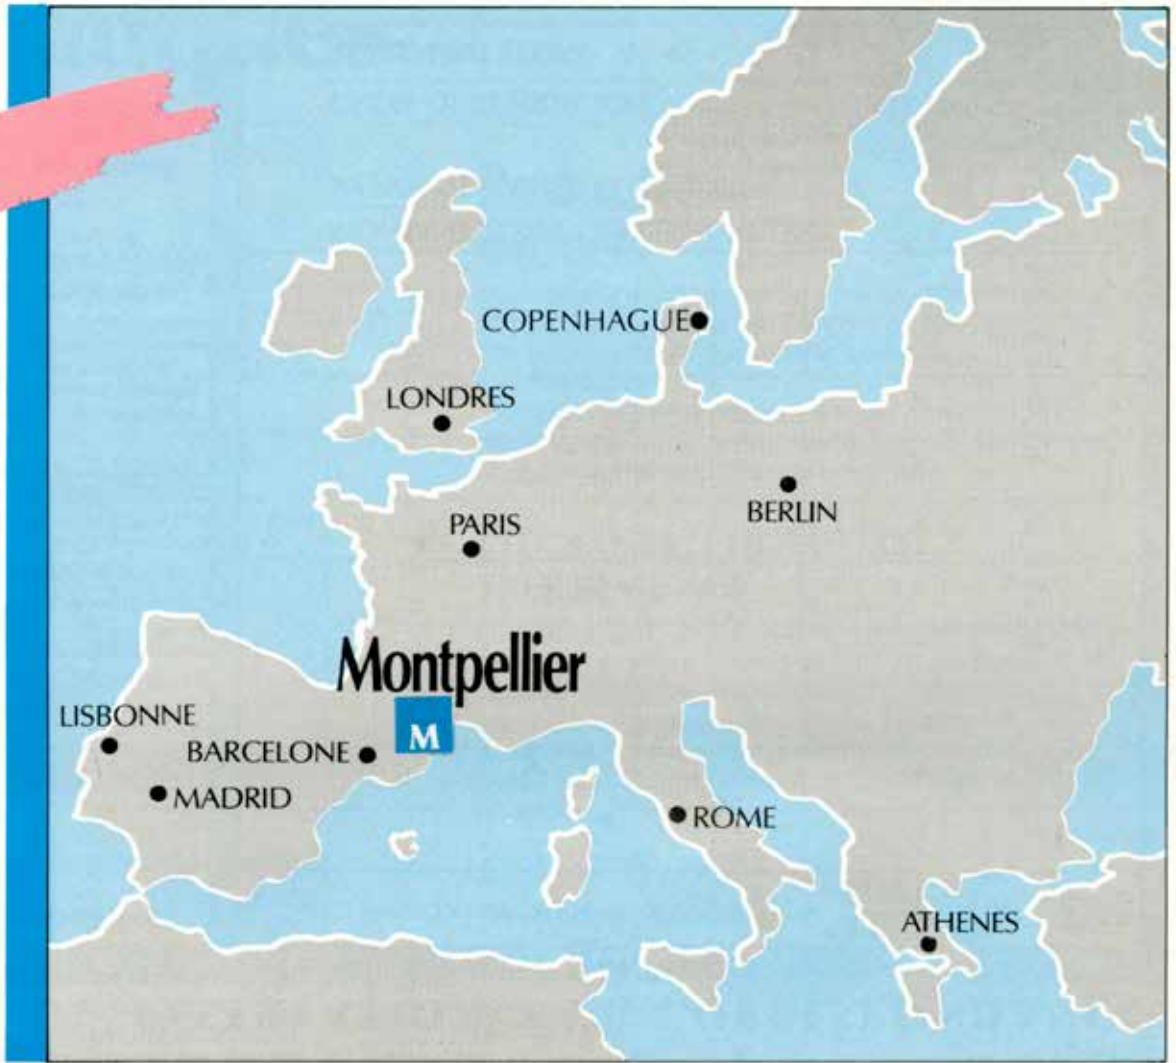 COPENHAGUE
LONDRES
BERLIN
PARIS
Montpellier
M
LISBONNE
BARCELONE
MADRID
ROME
ATHENES